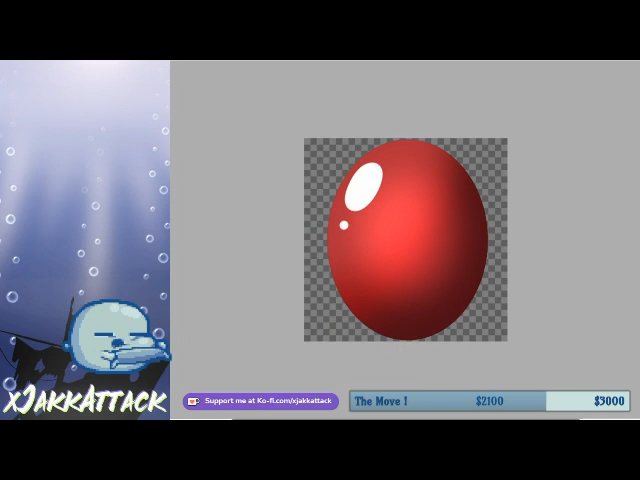 xJakkAttack
Support me at Ko-fi.com/xjakkattack
The Move ! $2100 $3000